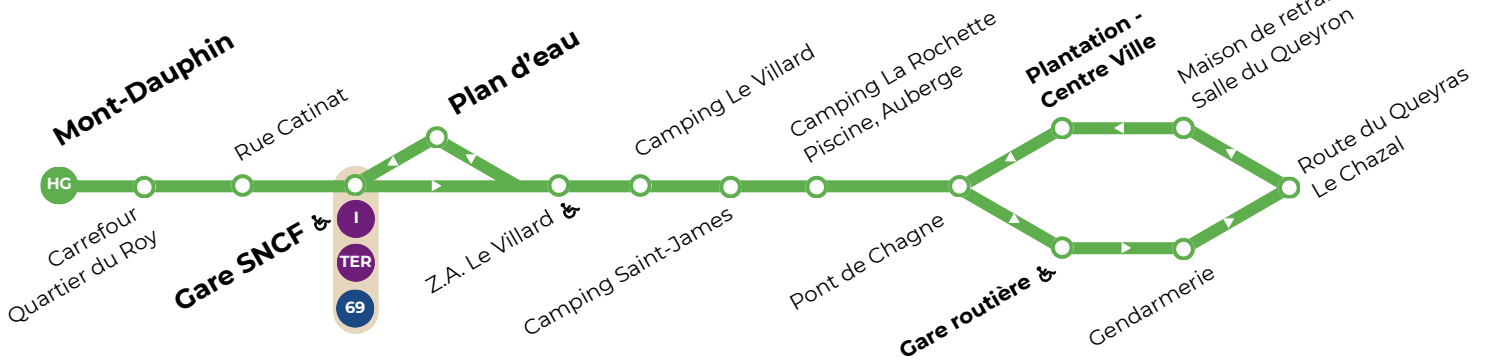 Mont-Dauphin
HG
Carrefour
Quartier du Roy
Rue Catinat
Gare SNCF
I
TER
69
Plan d'eau
Z.A. Le Villard
Camping Le Villard
Camping Saint-James
Camping La Rochette
Piscine, Auberge
Pont de Chagne
Plantation -
Centre Ville
Gare routière
Maison de
Salle du Queyron
Gendarmerie
Route du Queyras
Le Chazal